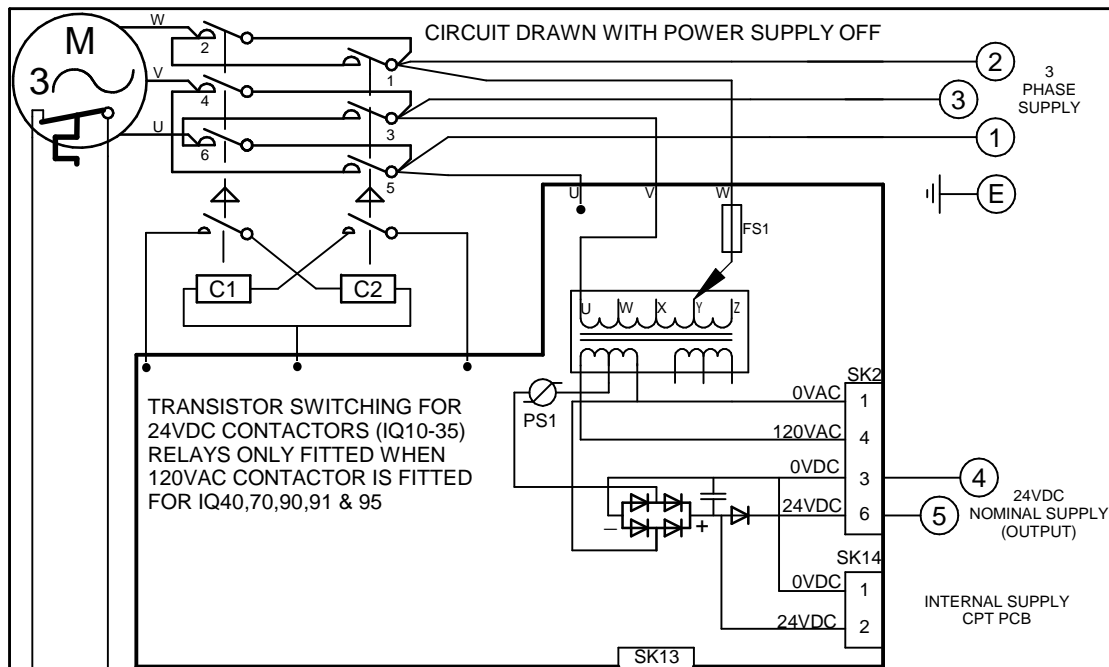 W
M
3
V
U
2
4
6
1
3
5
CIRCUIT DRAWN WITH POWER SUPPLY OFF
2
3
1
E
3
PHASE
SUPPLY
U
V
W
FS1
C1
C2
U
W
X
Y
Z
TRANSISTOR SWITCHING FOR
24VDC CONTACTORS (IQ10-35)
RELAYS ONLY FITTED WHEN
120VAC CONTACTOR IS FITTED
FOR IQ40,70,90,91 & 95
PS1
–
+
SK2
0VAC
1
120VAC
4
0VDC
3
24VDC
6
4
5
24VDC
NOMINAL SUPPLY
(OUTPUT)
SK14
0VDC
1
24VDC
2
INTERNAL SUPPLY
CPT PCB
SK13